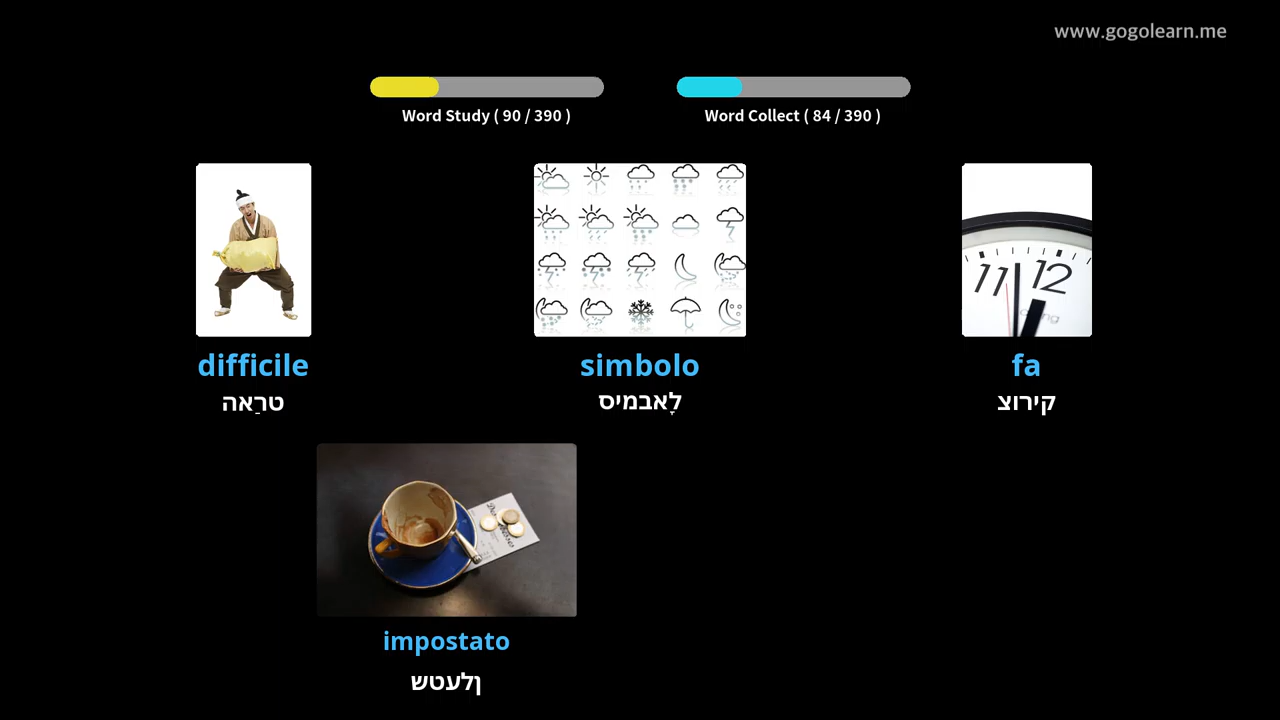 www.gogolearn.me
Word Study ( 90 / 390 )
Word Collect ( 84 / 390 )
difficile
טרַאה
simbolo
לָאבמיס
fa
קירוצ
impostato
ןלעטש